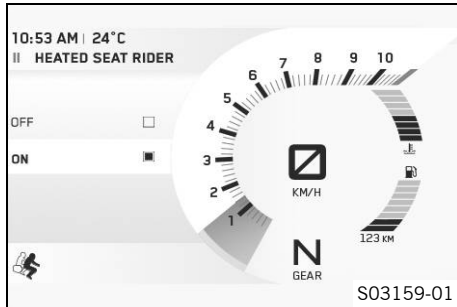 10:53 AM | 24°C
HEATED SEAT RIDER
OFF
ON
1
2
3
4
5
6
7
8
9
10
0
KM/H
N
GEAR
123 KM
S03159-01